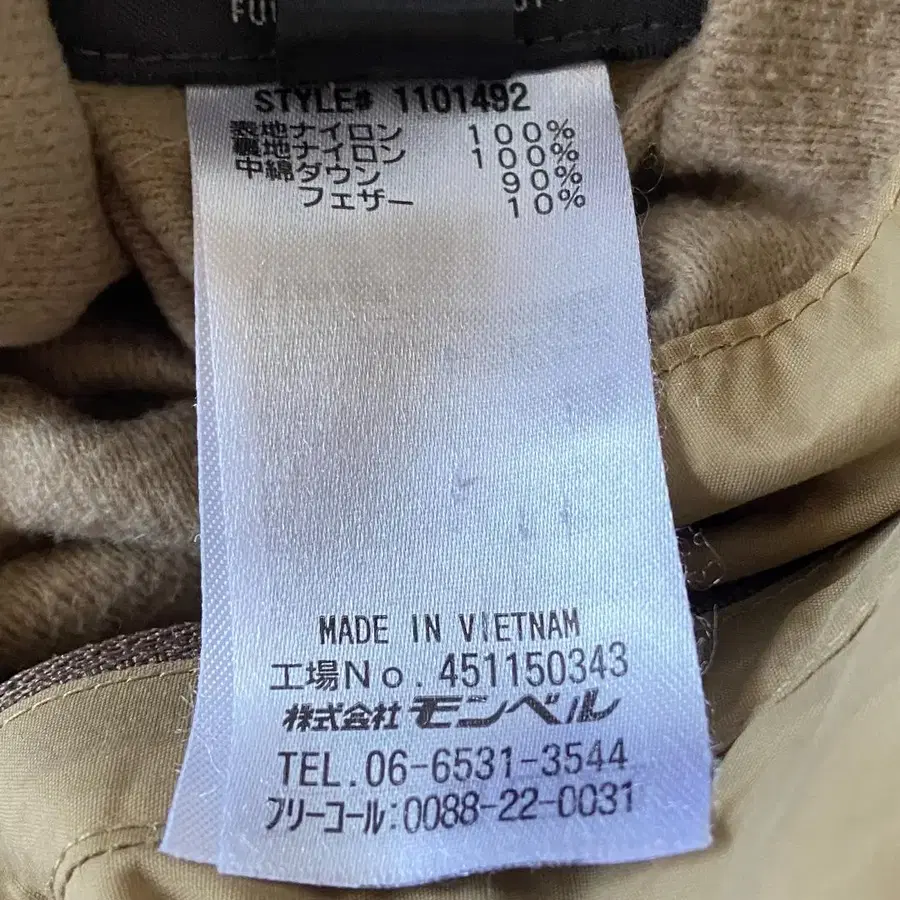 STYLE# 1101492
表地ナイロン 100%
裏地ナイロン 100%
中綿ダウン 90%
フェザー 10%
MADE IN VIETNAM
工場No. 451150343
株式会社 モンベル
TEL.06-6531-3544
フリーコール:0088-22-0031